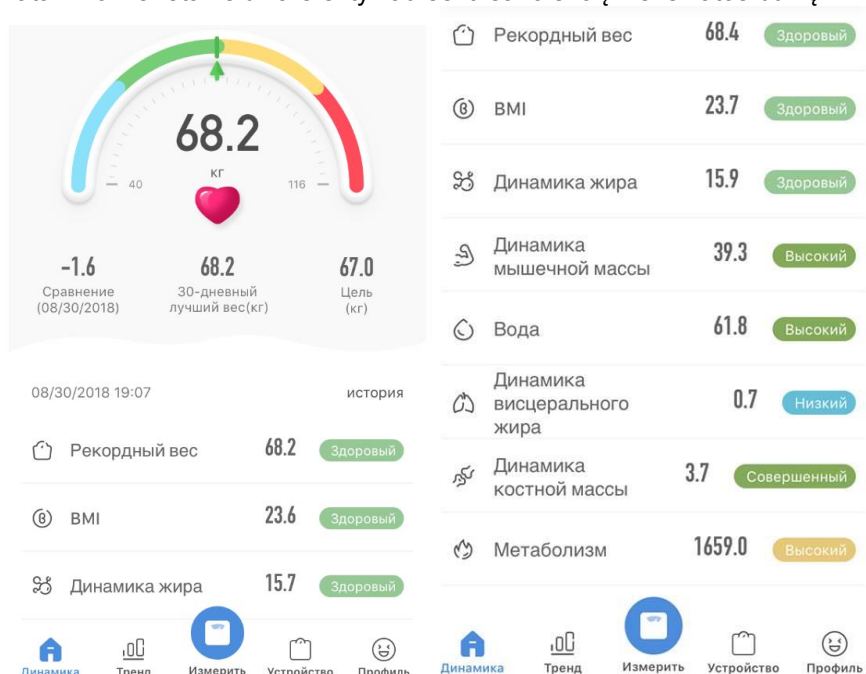 68.2
кг
40
116
-1.6
68.2
67.0
Сравнение
(08/30/2018)
30-дневный
лучший вес(кг)
Цель
(кг)
08/30/2018 19:07
история
Рекордный вес
68.2
Здоровый
BMI
23.6
Здоровый
Динамика жира
15.7
Здоровый
Динамика
Тренд
Измерить
Устройство
Профиль
Рекордный вес
68.4
Здоровый
BMI
23.7
Здоровый
Динамика жира
15.9
Здоровый
Динамика
мышечной массы
39.3
Высокий
Вода
61.8
Высокий
Динамика
висцерального
жира
0.7
Низкий
Динамика
костной массы
3.7
Совершенный
Метаболизм
1659.0
Высокий
Динамика
Тренд
Измерить
Устройство
Профиль